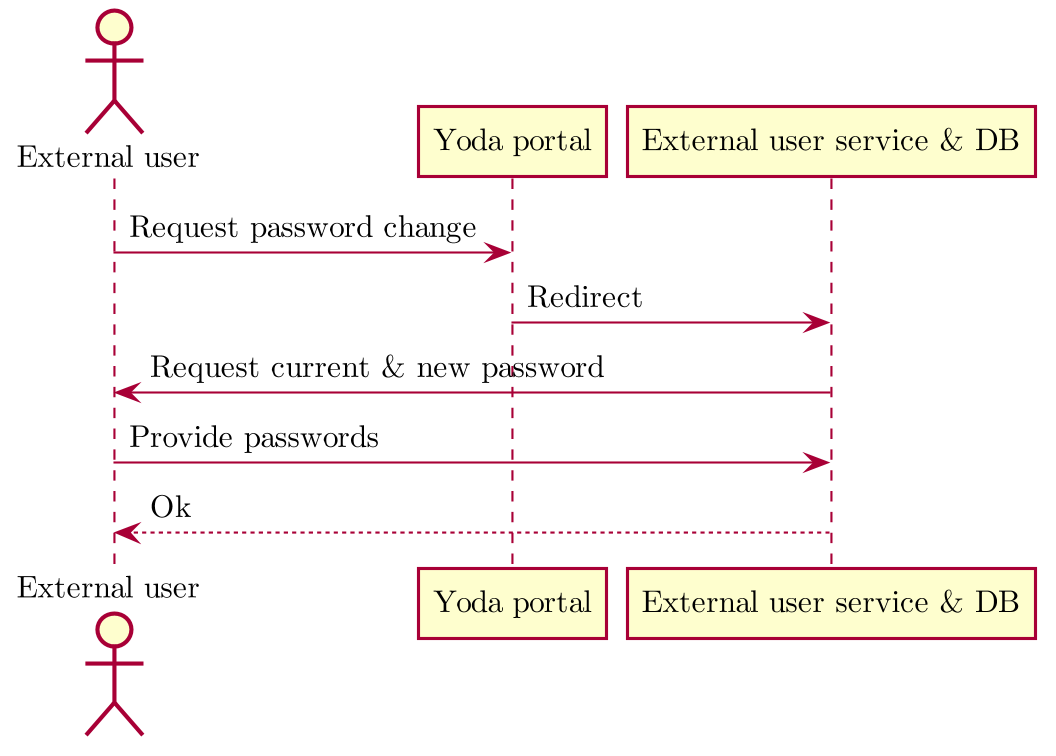 External user
Yoda portal
External user service & DB
Request password change
Redirect
Request current & new password
Provide passwords
Ok
External user
Yoda portal
External user service & DB